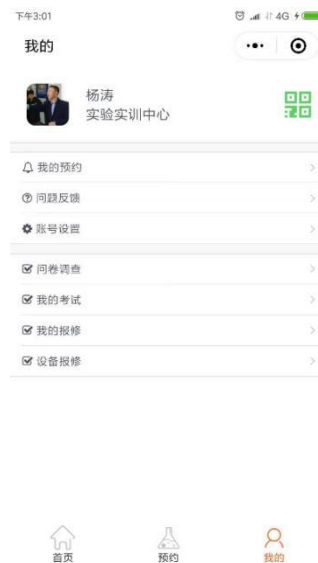 下午3:01
4G
我的
杨涛
实验实训中心
我的预约
问题反馈
账号设置
问卷调查
我的考试
我的报修
设备报修
首页
预约
我的